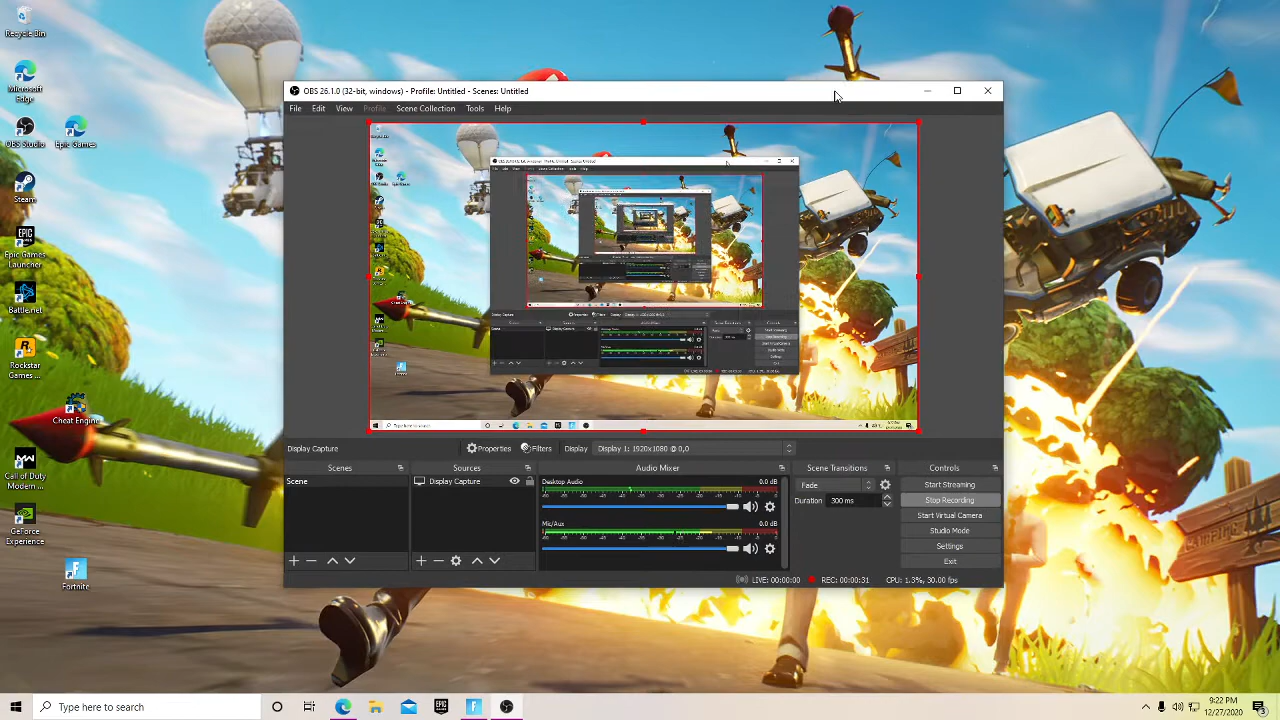 Recycle Bin
Microsoft
Edge
OBS Studio
Epic Games
Steam
EPIC
GAMES
Epic Games
Launcher
Battle.net
Rockstar
Games ...
Cheat Engine
Call of Duty
Modern ...
GeForce
Experience
Fortnite
OBS 26.1.0 (32-bit, windows) - Profile: Untitled - Scenes: Untitled
File Edit View Profile Scene Collection Tools Help
Display Capture
Properties
Filters
Display
Display 1: 1920x1080 @ 0,0
Scenes
Scene
Sources
Display Capture
Audio Mixer
Desktop Audio
0.0 dB
Mic/Aux
0.0 dB
Scene Transitions
Fade
Duration
300 ms
Controls
Start Streaming
Stop Recording
Start Virtual Camera
Studio Mode
Settings
Exit
LIVE: 00:00:00
REC: 00:00:31
CPU: 1.3%, 30.00 fps
Type here to search
9:22 PM
12/27/2020